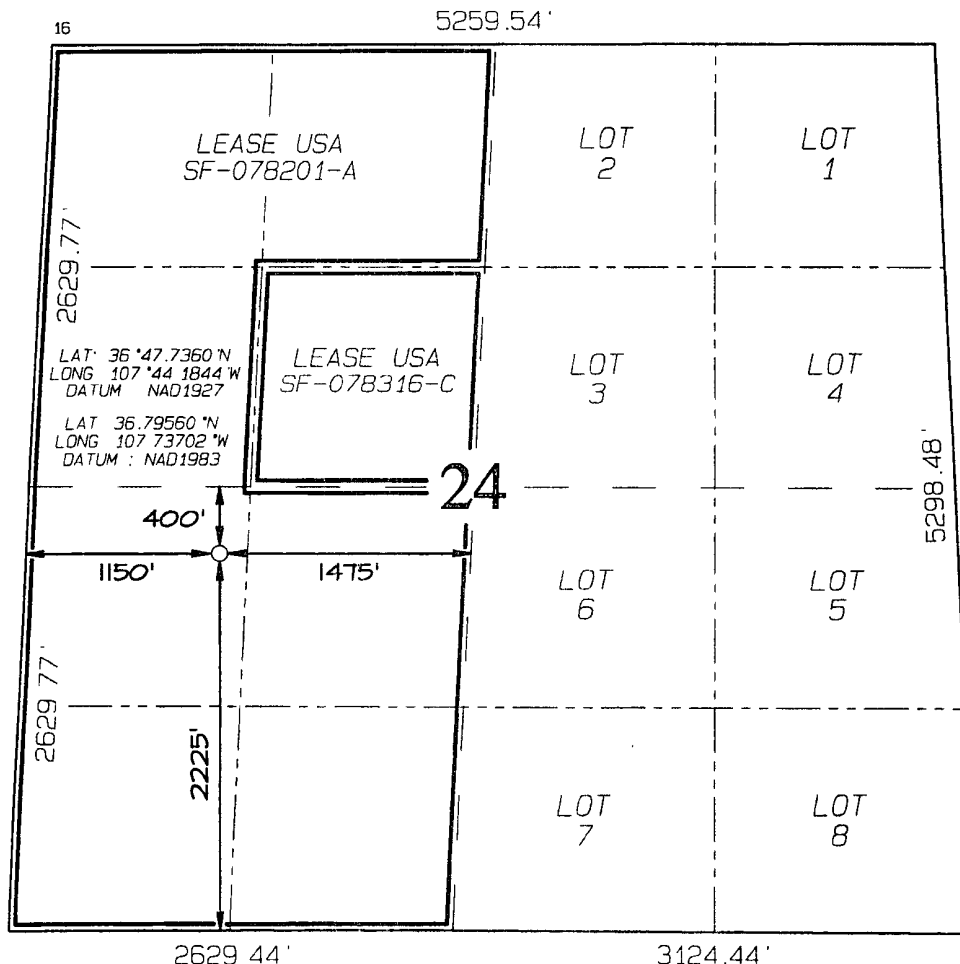 5259.54'
16
LEASE USA
SF-078201-A
LOT
2
LOT
1
2629.77'
LAT· 36°47.7360'N
LONG 107°44 1844'W
DATUM NAD1927
LAT 36.79560°N
LONG 107 73702°W
DATUM : NAD1983
LEASE USA
SF-078316-C
LOT
3
LOT
4
24
5298.48'
400'
1150'
1475'
LOT
6
LOT
5
2629 77'
2225'
LOT
7
LOT
8
2629 44'
3124.44'